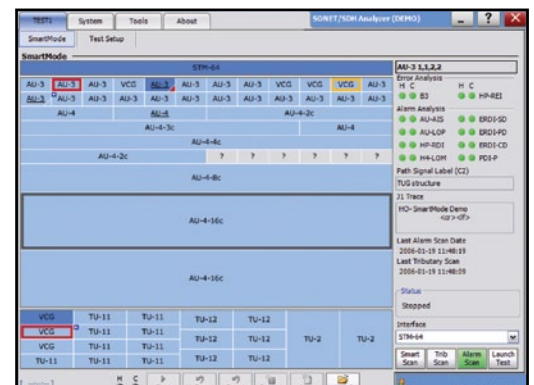 TEST1 System Tools About SONET/SDH Analyzer (DEMO) ?
SmartMode Test Setup
SmartMode
STM-64
AU-3 AU-3 AU-3 VCG AU-3 AU-3 AU-3 AU-3 VCG VCG VCG AU-3
AU-3 AU-3 AU-3 AU-3 AU-3 AU-3 AU-3 AU-3 AU-3 AU-3 AU-3 AU-3
AU-4 AU-4 AU-4-2c
AU-4-3c AU-4
AU-4-4c
AU-4-2c ? ? ? ? ? ?
AU-4-8c
AU-4-16c
AU-4-16c
VCG TU-11 TU-11 TU-12 TU-12 TU-2 TU-2
VCG TU-11 TU-11
VCG TU-11 TU-11 TU-12 TU-12
TU-11 TU-11 TU-11 TU-12 TU-12
H C
AU-3 1,1,2,2
Error Analysis
H C H C
B3 HP-REI
Alarm Analysis
AU-AIS ERDI-SD
AU-LOP ERDI-PD
HP-RDI ERDI-CD
H4-LOM PDI-P
Path Signal Label (C2)
TUG structure
J1 Trace
HO- SmartMode Demo
<cr><lf>
Last Alarm Scan Date
2006-01-19 11:48:19
Last Tributary Scan
2006-01-19 11:48:09
Status
Stopped
Interface
STM-64
Smart Scan Trib Scan Alarm Scan Launch Test